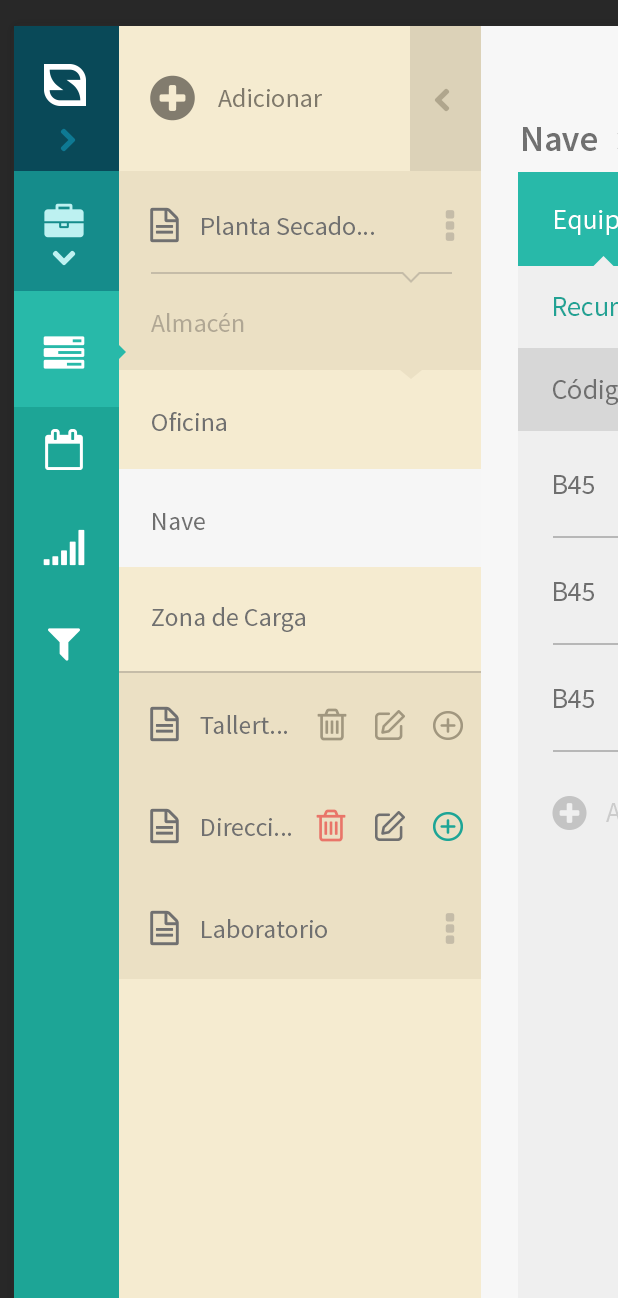 Adicionar
Planta Secado...
Almacén
Oficina
Nave
Zona de Carga
Tallert...
Direcci...
Laboratorio
Nave
Equip
Recur
Códig
B45
B45
B45
A